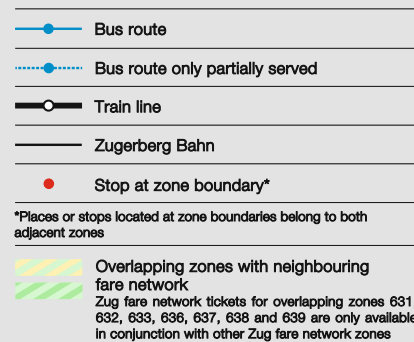 Bus route
Bus route only partially served
Train line
Zugerberg Bahn
Stop at zone boundary*
*Places or stops located at zone boundaries belong to both
adjacent zones
Overlapping zones with neighbouring
fare network
Zug fare network tickets for overlapping zones 631
632, 633, 636, 637, 638 and 639 are only available
in conjunction with other Zug fare network zones